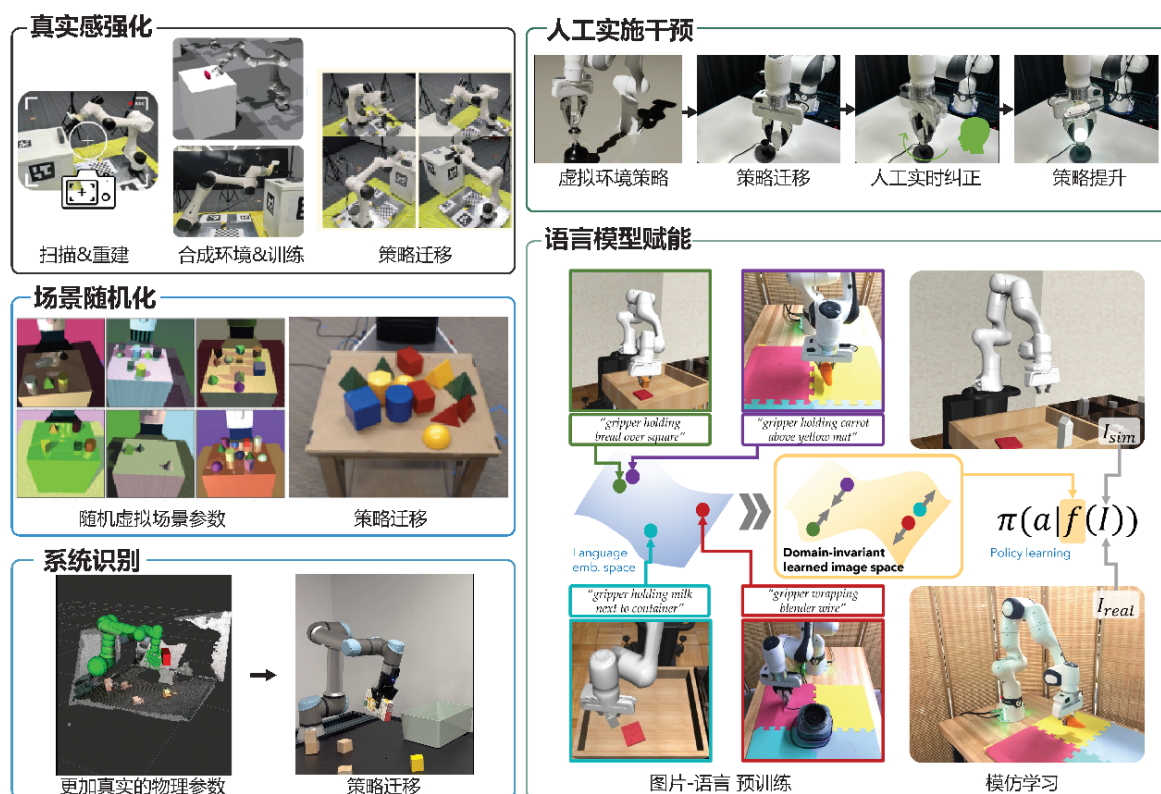 真实感强化
扫描&重建
合成环境&训练
策略迁移
场景随机化
随机虚拟场景参数
策略迁移
系统识别
更加真实的物理参数
策略迁移
人工实施干预
虚拟环境策略
策略迁移
人工实时纠正
策略提升
语言模型赋能
"gripper holding
bread over square"
"gripper holding carrot
above yellow mat"
I_sim
Language
emb. space
Domain-invariant
learned image space
π(a|f(I))
Policy learning
"gripper holding milk
next to container"
"gripper wrapping
blender wire"
I_real
图片-语言 预训练
模仿学习